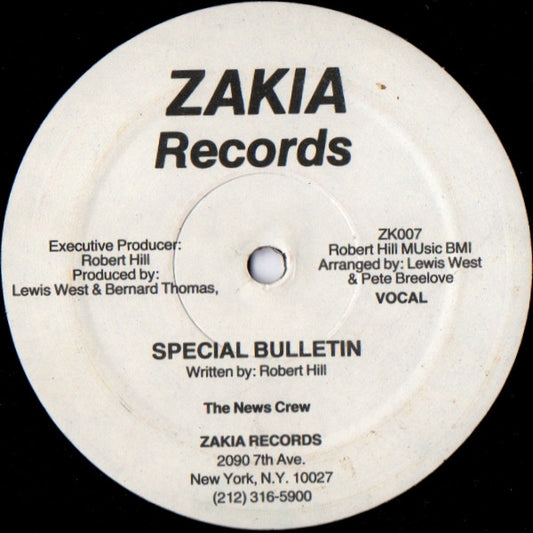 ZAKIA
Records
Executive Producer:
Robert Hill
Produced by:
Lewis West & Bernard Thomas,
ZK007
Robert Hill MUsic BMI
Arranged by: Lewis West
& Pete Breelove
VOCAL
SPECIAL BULLETIN
Written by: Robert Hill
The News Crew
ZAKIA RECORDS
2090 7th Ave.
New York, N.Y. 10027
(212) 316-5900